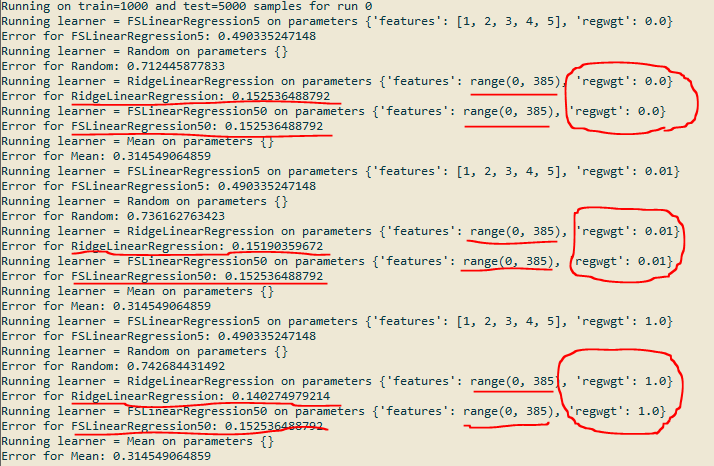 Running on train=1000 and test=5000 samples for run 0
Running learner = FSLinearRegression5 on parameters {'features': [1, 2, 3, 4, 5], 'regwgt': 0.0}
Error for FSLinearRegression5: 0.490335247148
Running learner = Random on parameters {}
Error for Random: 0.712445877833
Running learner = RidgeLinearRegression on parameters {'features': range(0, 385), 'regwgt': 0.0}
Error for RidgeLinearRegression: 0.152536488792
Running learner = FSLinearRegression50 on parameters {'features': range(0, 385), 'regwgt': 0.0}
Error for FSLinearRegression50: 0.152536488792
Running learner = Mean on parameters {}
Error for Mean: 0.314549064859
Running learner = FSLinearRegression5 on parameters {'features': [1, 2, 3, 4, 5], 'regwgt': 0.01}
Error for FSLinearRegression5: 0.490335247148
Running learner = Random on parameters {}
Error for Random: 0.736162763423
Running learner = RidgeLinearRegression on parameters {'features': range(0, 385), 'regwgt': 0.01}
Error for RidgeLinearRegression: 0.15190359672
Running learner = FSLinearRegression50 on parameters {'features': range(0, 385), 'regwgt': 0.01}
Error for FSLinearRegression50: 0.152536488792
Running learner = Mean on parameters {}
Error for Mean: 0.314549064859
Running learner = FSLinearRegression5 on parameters {'features': [1, 2, 3, 4, 5], 'regwgt': 1.0}
Error for FSLinearRegression5: 0.490335247148
Running learner = Random on parameters {}
Error for Random: 0.742684431492
Running learner = RidgeLinearRegression on parameters {'features': range(0, 385), 'regwgt': 1.0}
Error for RidgeLinearRegression: 0.140274979214
Running learner = FSLinearRegression50 on parameters {'features': range(0, 385), 'regwgt': 1.0}
Error for FSLinearRegression50: 0.152536488792
Running learner = Mean on parameters {}
Error for Mean: 0.314549064859